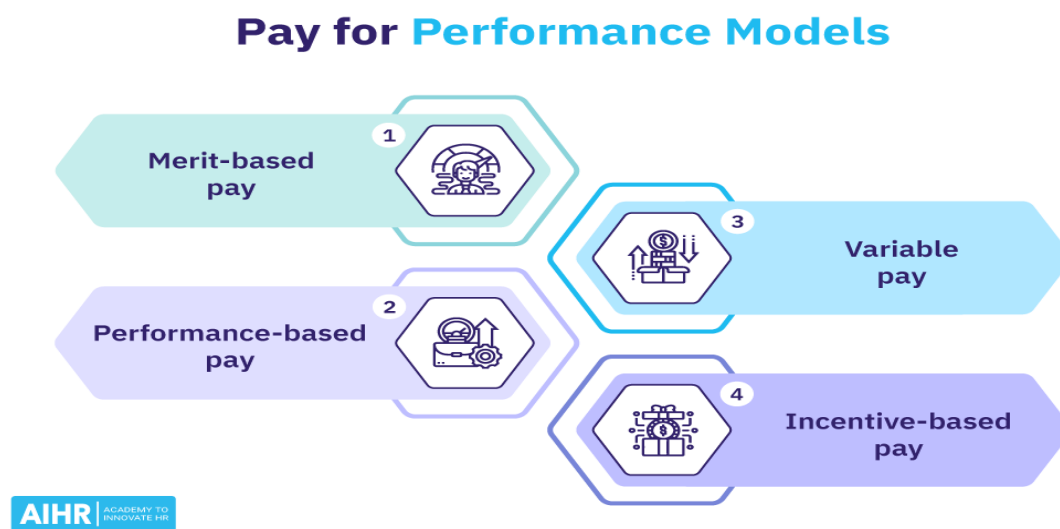 Pay for Performance Models
1
Merit-based
pay
2
Performance-based
pay
3
Variable
pay
4
Incentive-based
pay
AIHR
ACADEMY TO
INNOVATE HR